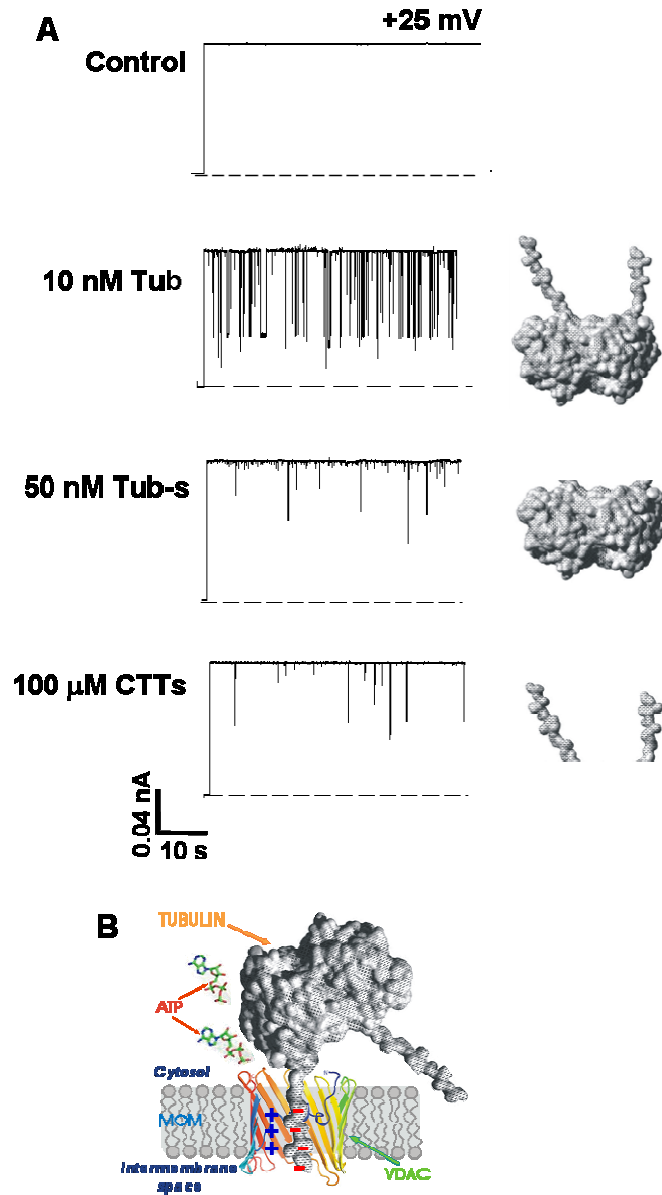 A
+25 mV
Control
10 nM Tub
50 nM Tub-s
100 μM CTTs
0.04 nA
10 s
B
TUBULIN
ATP
Cytosol
MOM
Intermembrane
space
VDAC
N